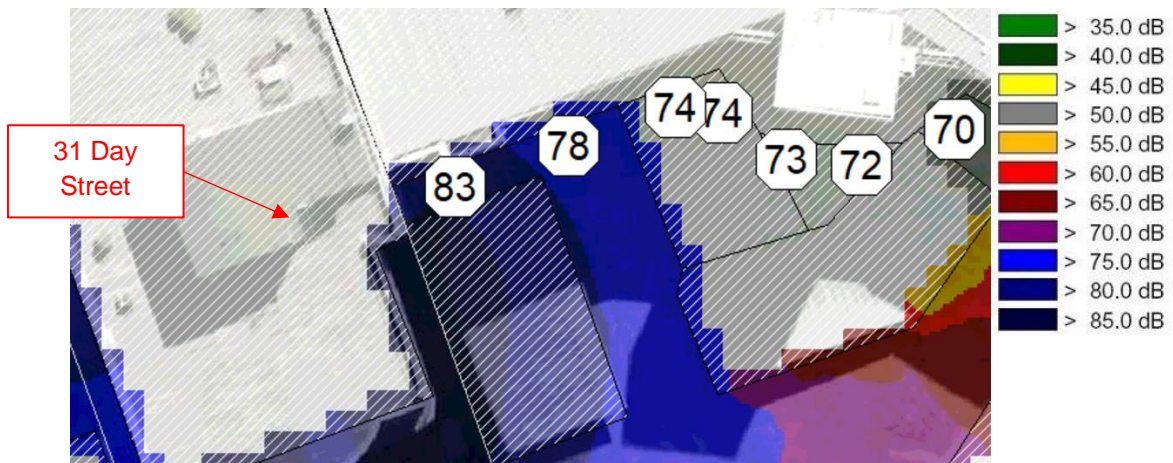 31 Day
Street
83
78
74
74
73
72
70
> 35.0 dB
> 40.0 dB
> 45.0 dB
> 50.0 dB
> 55.0 dB
> 60.0 dB
> 65.0 dB
> 70.0 dB
> 75.0 dB
> 80.0 dB
> 85.0 dB